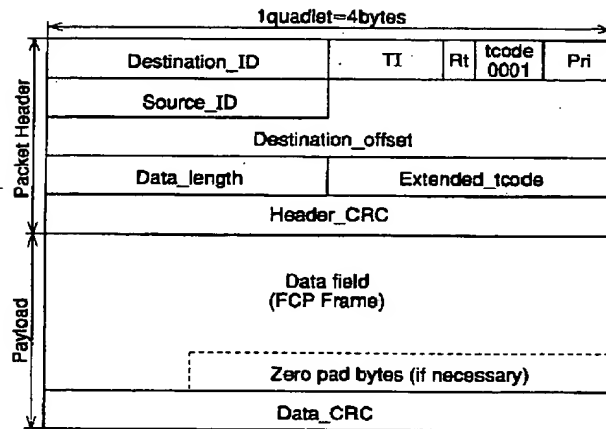 1quadlet=4bytes
Packet Header
Destination_ID
TI
Rt
tcode
0001
Pri
Source_ID
Destination_offset
Data_length
Extended_tcode
Header_CRC
Payload
Data field
(FCP Frame)
Zero pad bytes (if necessary)
Data_CRC